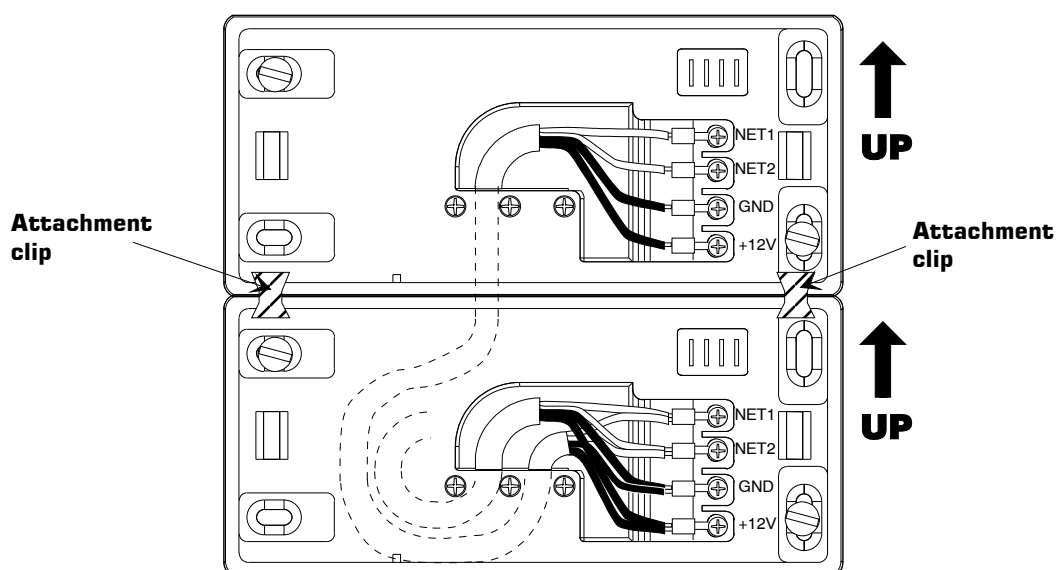 NET1
UP
NET2
GND
+12V
Attachment
clip
Attachment
clip
NET1
UP
NET2
GND
+12V